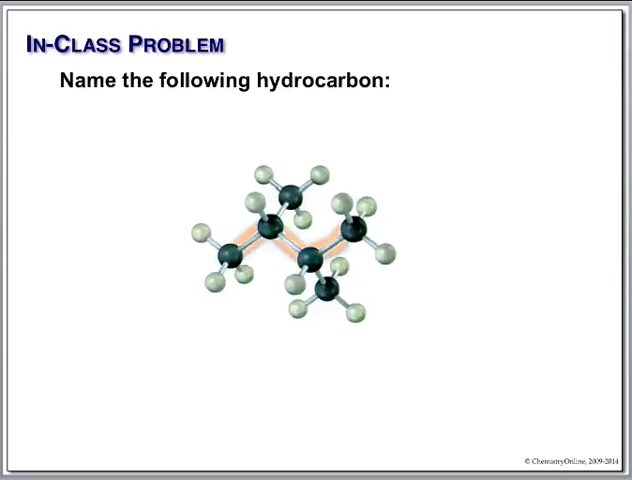 IN-CLASS PROBLEM
Name the following hydrocarbon:
© ChemistryOnline, 2009-2014